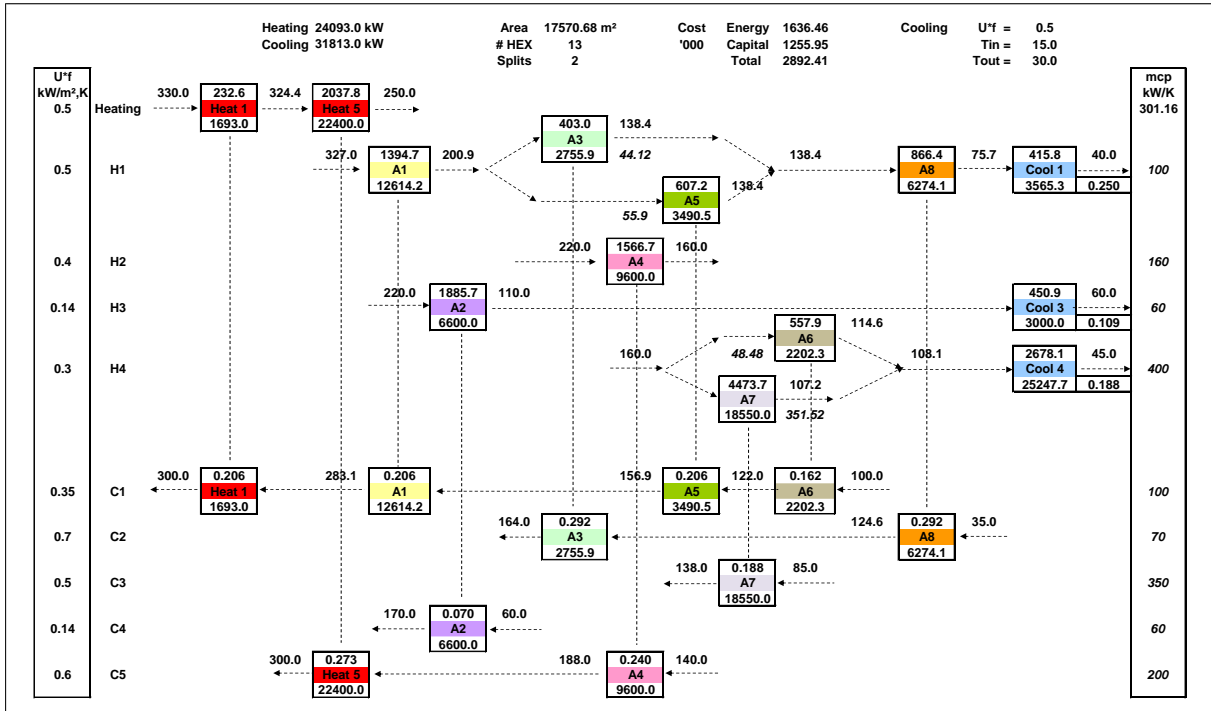 Heating 24093.0 kW Area 17570.68 m² Cost Energy 1636.46 Cooling U*f = 0.5
Cooling 31813.0 kW # HEX 13 '000 Capital 1255.95 Tin = 15.0
Splits 2 Total 2892.41 Tout = 30.0
U*f mcp
kW/m²,K kW/K
0.5 Heating 330.0 232.6 324.4 2037.8 250.0 301.16
Heat 1 Heat 5
1693.0 22400.0
403.0 138.4
A3
2755.9 44.12
0.5 H1 327.0 1394.7 200.9 138.4 866.4 75.7 415.8 40.0 100
A1 A8 Cool 1
12614.2 6274.1 3565.3 0.250
607.2 138.4
A5
55.9 3490.5
0.4 H2 220.0 1566.7 160.0 160
A4
9600.0
0.14 H3 220.0 1885.7 110.0 450.9 60.0 60
A2 Cool 3
6600.0 3000.0 0.109
557.9 114.6
A6
48.48 2202.3
0.3 H4 160.0 108.1 2678.1 45.0 400
Cool 4
25247.7 0.188
4473.7 107.2
A7
18550.0 351.52
0.35 C1 300.0 0.206 283.1 0.206 156.9 0.206 122.0 0.162 100.0 100
Heat 1 A1 A5 A6
1693.0 12614.2 3490.5 2202.3
0.7 C2 164.0 0.292 124.6 0.292 35.0 70
A3 A8
2755.9 6274.1
0.5 C3 138.0 0.188 85.0 350
A7
18550.0
0.14 C4 170.0 0.070 60.0 60
A2
6600.0
0.6 C5 300.0 0.273 188.0 0.240 140.0 200
Heat 5 A4
22400.0 9600.0